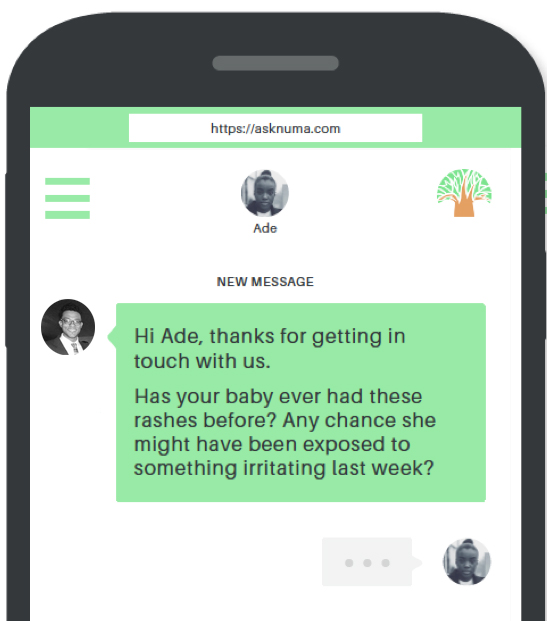 https://asknuma.com
Ade
NEW MESSAGE
Hi Ade, thanks for getting in
touch with us.
Has your baby ever had these
rashes before? Any chance she
might have been exposed to
something irritating last week?